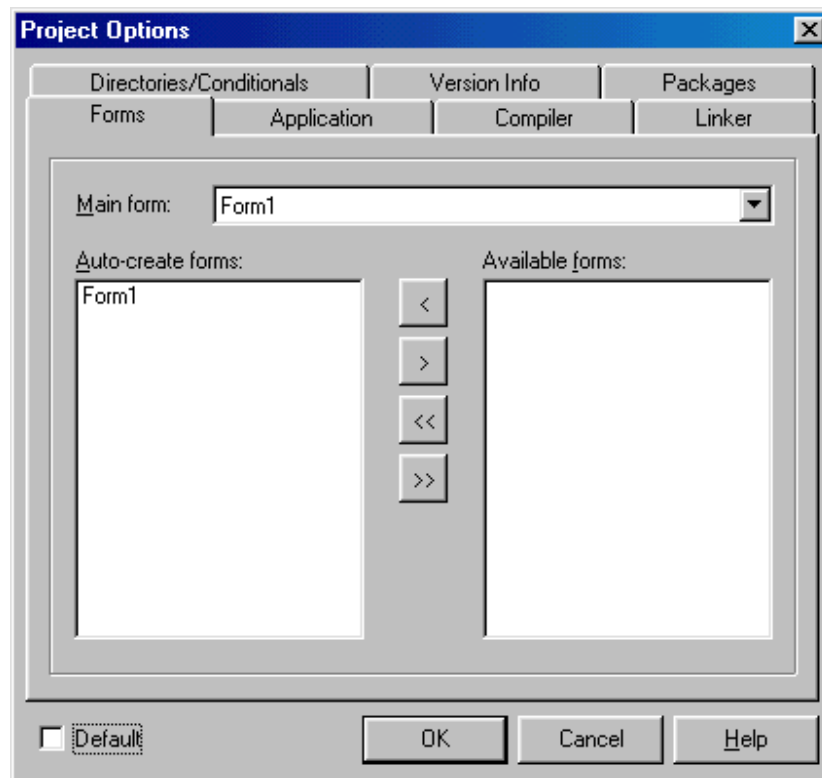 Project Options
Directories/Conditionals Version Info Packages
Forms Application Compiler Linker
Main form: Form1
Auto-create forms: Available forms:
Form1
<
>
<<
>>
Default OK Cancel Help